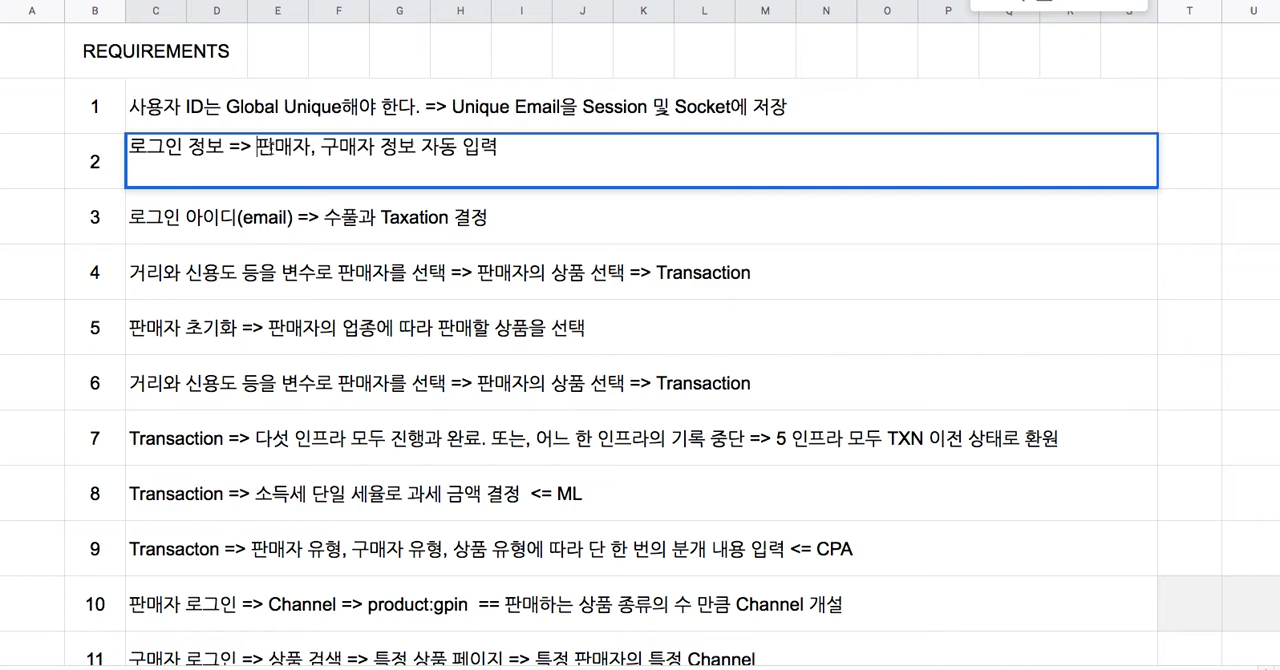 A B C D E F G H I J K L M N O P T U
REQUIREMENTS
1 사용자 ID는 Global Unique해야 한다. => Unique Email을 Session 및 Socket에 저장
2 로그인 정보 => 판매자, 구매자 정보 자동 입력
3 로그인 아이디(email) => 수풀과 Taxation 결정
4 거리와 신용도 등을 변수로 판매자를 선택 => 판매자의 상품 선택 => Transaction
5 판매자 초기화 => 판매자의 업종에 따라 판매할 상품을 선택
6 거리와 신용도 등을 변수로 판매자를 선택 => 판매자의 상품 선택 => Transaction
7 Transaction => 다섯 인프라 모두 진행과 완료. 또는, 어느 한 인프라의 기록 중단 => 5 인프라 모두 TXN 이전 상태로 환원
8 Transaction => 소득세 단일 세율로 과세 금액 결정 <= ML
9 Transacton => 판매자 유형, 구매자 유형, 상품 유형에 따라 단 한 번의 분개 내용 입력 <= CPA
10 판매자 로그인 => Channel => product:gpin == 판매하는 상품 종류의 수 만큼 Channel 개설
11 구매자 로그인 => 상품 검색 => 특정 상품 페이지 => 특정 판매자의 특정 Channel